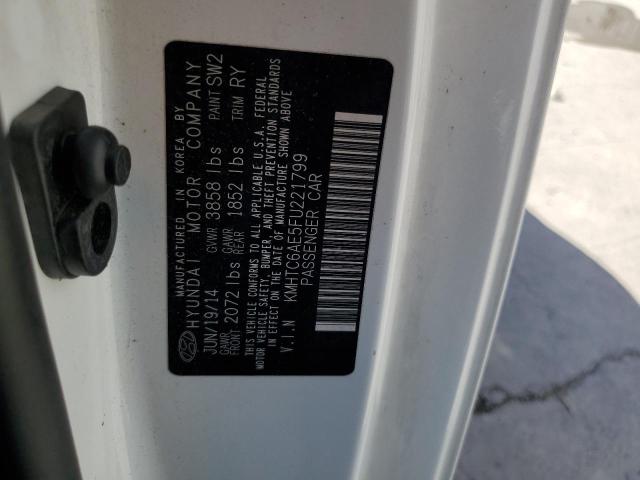 MANUFACTURED IN KOREA BY
HYUNDAI MOTOR COMPANY
JUN/19/14 GVWR 3858 lbs PAINT SW2
GAWR FRONT 2072 lbs GAWR REAR 1852 lbs TRIM RY
THIS VEHICLE CONFORMS TO ALL APPLICABLE U.S.A. FEDERAL
MOTOR VEHICLE SAFETY, BUMPER, AND THEFT PREVENTION STANDARDS
IN EFFECT ON THE DATE OF MANUFACTURE SHOWN ABOVE
V.I.N KMHTC6AE5FU221799
PASSENGER CAR